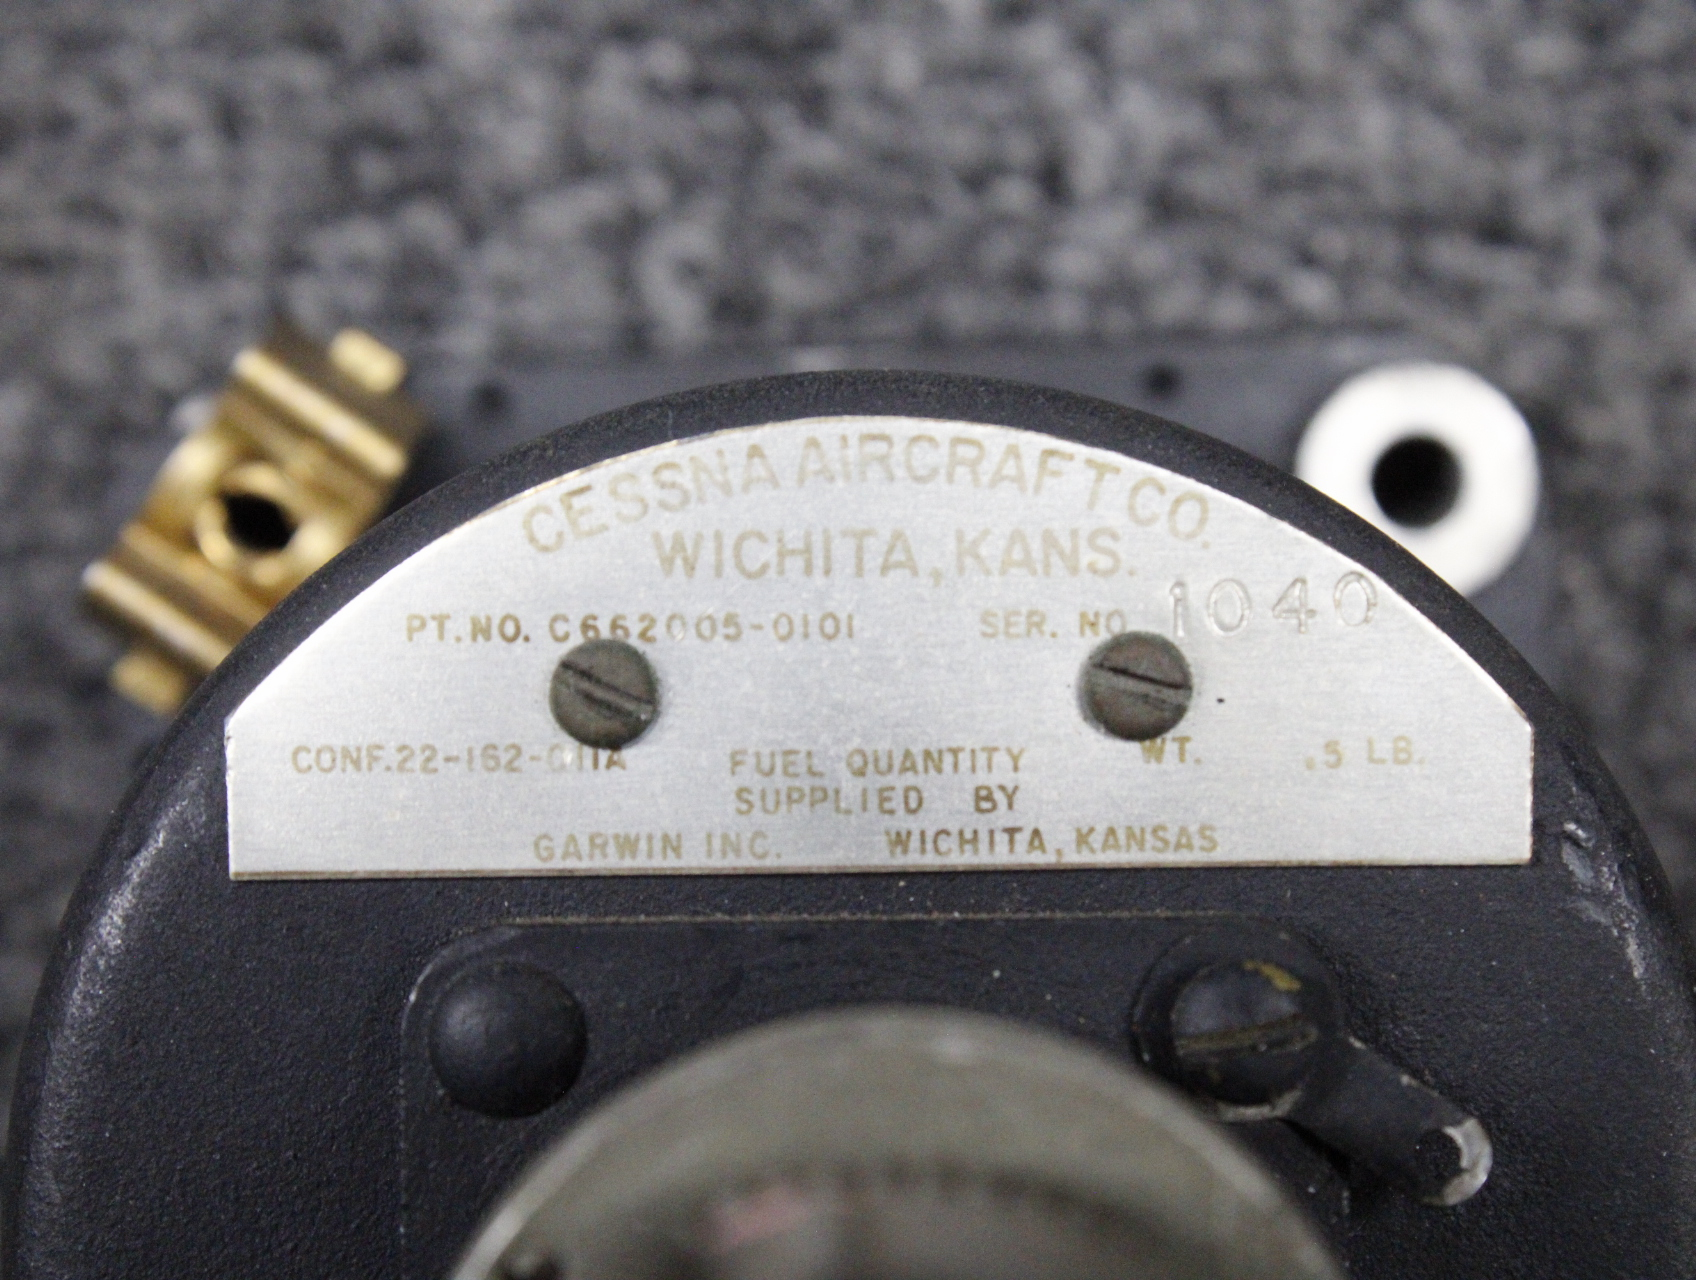 CESSNA AIRCRAFT CO.
WICHITA, KANS.
PT. NO. C662005-0101 SER. NO 1040
CONF. 22-162-011A FUEL QUANTITY WT. .5 LB.
SUPPLIED BY
GARWIN INC. WICHITA, KANSAS